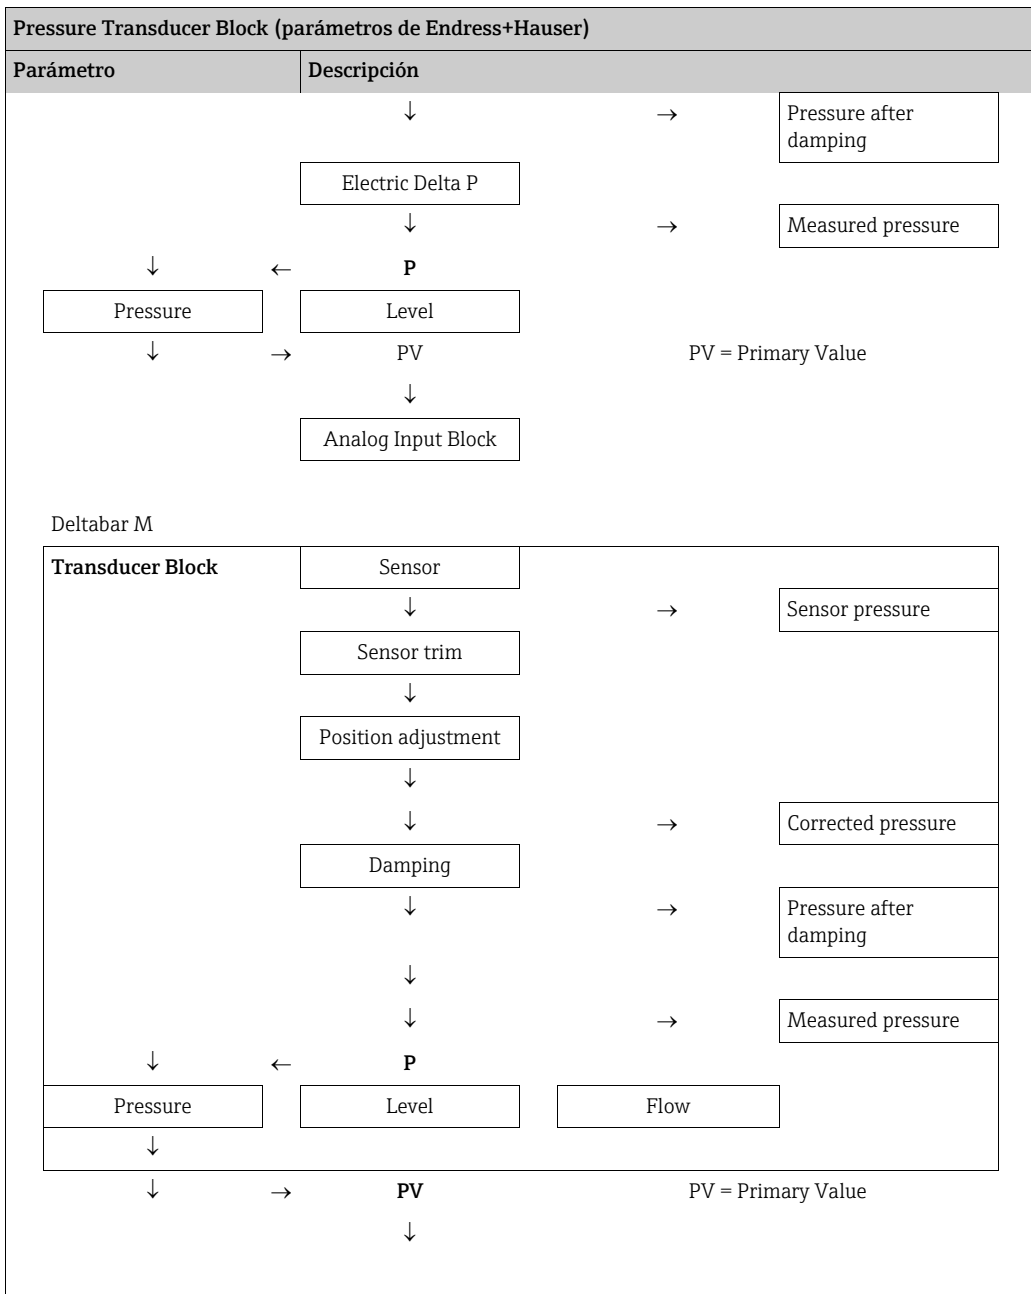 Pressure Transducer Block (parámetros de Endress+Hauser)
Parámetro Descripción
↓ → Pressure after
damping
Electric Delta P
↓ → Measured pressure
↓ ← P
Pressure Level
↓ → PV PV = Primary Value
↓
Analog Input Block
Deltabar M
Transducer Block Sensor
↓ → Sensor pressure
Sensor trim
↓
Position adjustment
↓
↓ → Corrected pressure
Damping
↓ → Pressure after
damping
↓
↓ → Measured pressure
↓ ← P
Pressure Level Flow
↓
↓ → PV PV = Primary Value
↓